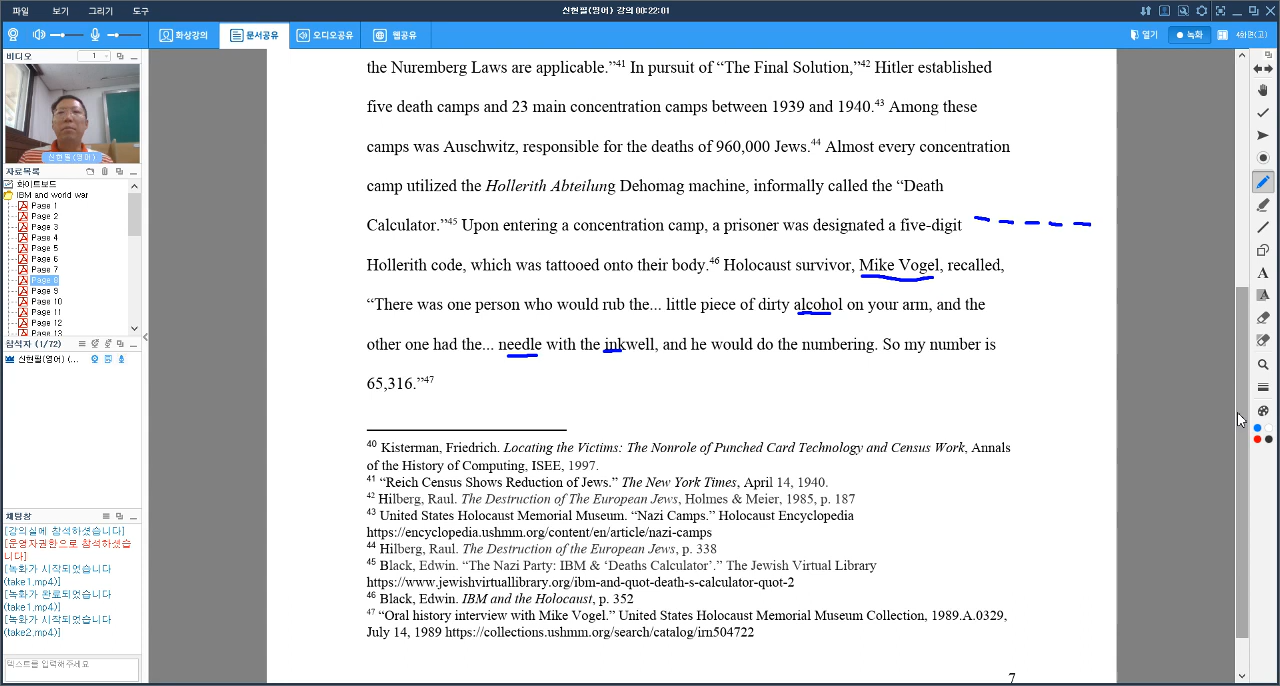 파일 보기 그리기 도구 신현필(영어) 강의 00:22:01
화상강의 문서공유 오디오공유 웹공유 열기 녹화 4화면(고)
비디오 1
신현필(영어)
자료목록
화이트보드
IBM and world war
Page 1
Page 2
Page 3
Page 4
Page 5
Page 6
Page 7
Page 8
Page 9
Page 10
Page 11
Page 12
Page 13
참석자 (1/72)
신현필(영어) (...
채팅창
[강의실에 참석하셨습니다]
[운영자권한으로 참석하셨습
니다]
[녹화가 시작되었습니다
(take1.mp4)]
[녹화가 완료되었습니다
(take1.mp4)]
[녹화가 시작되었습니다
(take2.mp4)]
텍스트를 입력해주세요
the Nuremberg Laws are applicable.”41 In pursuit of “The Final Solution,”42 Hitler established
five death camps and 23 main concentration camps between 1939 and 1940.43 Among these
camps was Auschwitz, responsible for the deaths of 960,000 Jews.44 Almost every concentration
camp utilized the Hollerith Abteilung Dehomag machine, informally called the “Death
Calculator.”45 Upon entering a concentration camp, a prisoner was designated a five-digit
Hollerith code, which was tattooed onto their body.46 Holocaust survivor, Mike Vogel, recalled,
“There was one person who would rub the... little piece of dirty alcohol on your arm, and the
other one had the... needle with the inkwell, and he would do the numbering. So my number is
65,316.”47
40 Kisterman, Friedrich. Locating the Victims: The Nonrole of Punched Card Technology and Census Work, Annals
of the History of Computing, ISEE, 1997.
41 “Reich Census Shows Reduction of Jews.” The New York Times, April 14, 1940.
42 Hilberg, Raul. The Destruction of The European Jews, Holmes & Meier, 1985, p. 187
43 United States Holocaust Memorial Museum. “Nazi Camps.” Holocaust Encyclopedia
https://encyclopedia.ushmm.org/content/en/article/nazi-camps
44 Hilberg, Raul. The Destruction of the European Jews, p. 338
45 Black, Edwin. “The Nazi Party: IBM & ‘Deaths Calculator’.” The Jewish Virtual Library
https://www.jewishvirtuallibrary.org/ibm-and-quot-death-s-calculator-quot-2
46 Black, Edwin. IBM and the Holocaust, p. 352
47 “Oral history interview with Mike Vogel.” United States Holocaust Memorial Museum Collection, 1989.A.0329,
July 14, 1989 https://collections.ushmm.org/search/catalog/irn504722
7